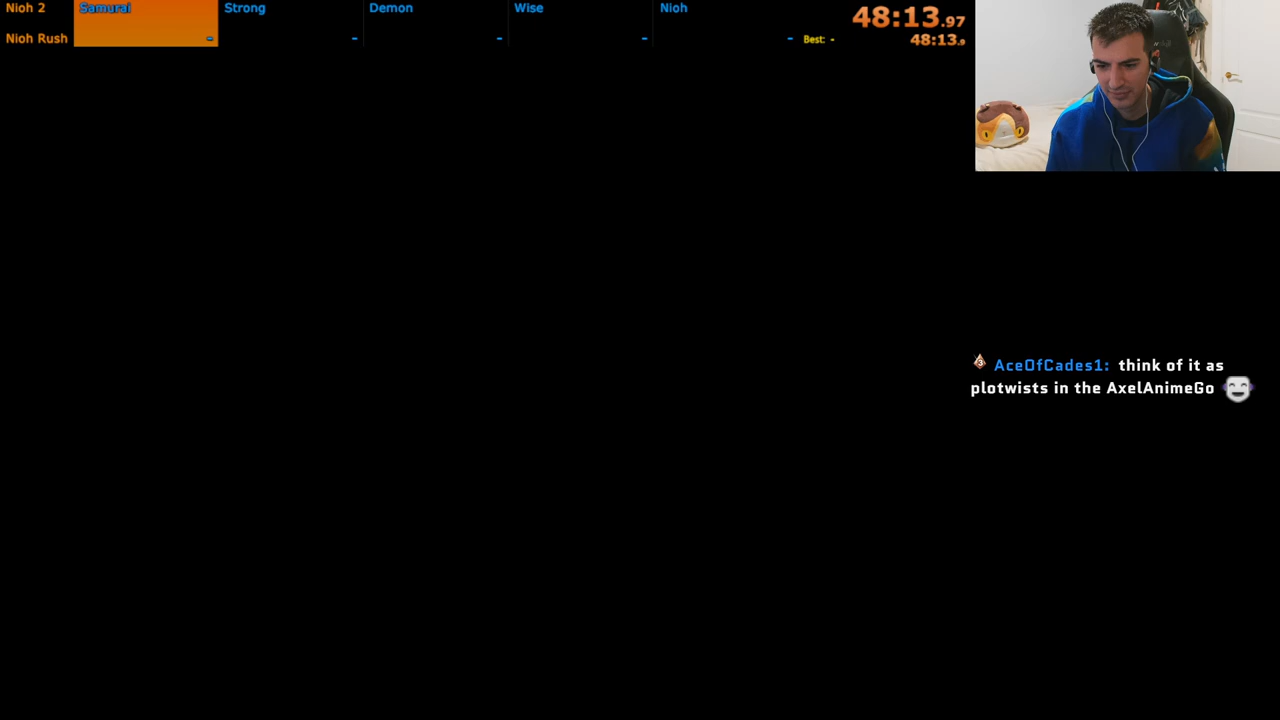 Nioh 2 Samurai Strong Demon Wise Nioh 48:13.97
Nioh Rush - - - - - Best: - 48:13.9
AceOfCades1: think of it as
plotwists in the AxelAnimeGo